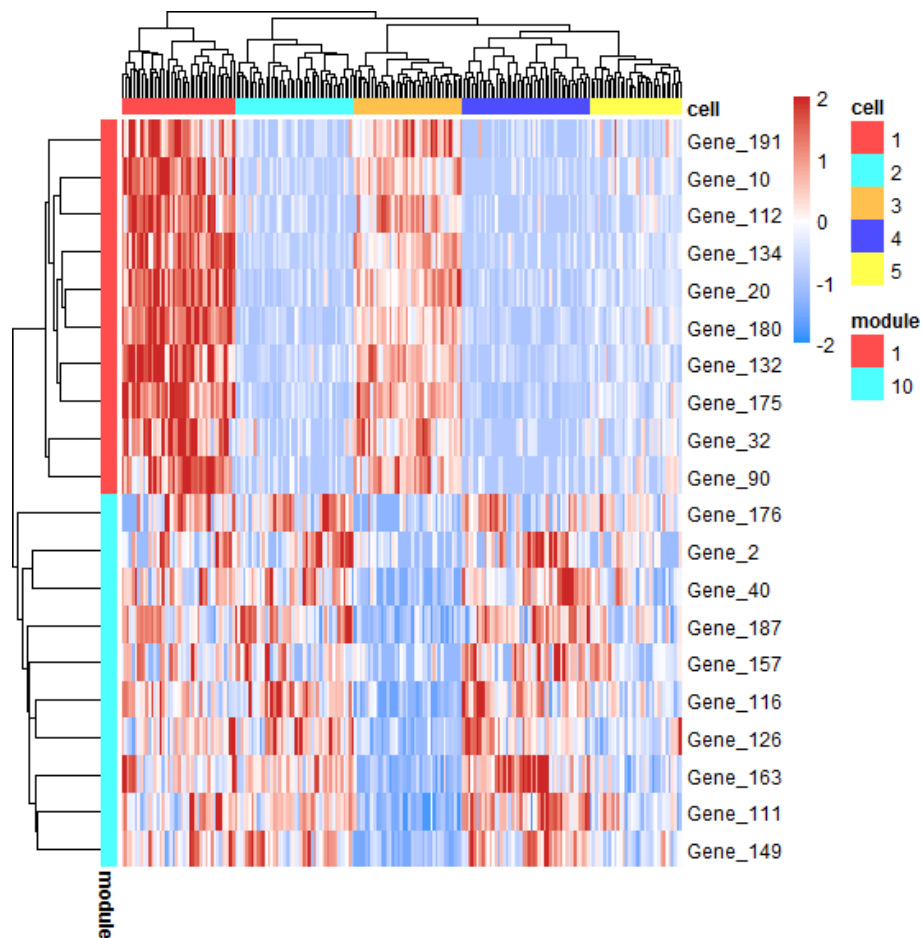 cell
Gene_191
Gene_10
Gene_112
Gene_134
Gene_20
Gene_180
Gene_132
Gene_175
Gene_32
Gene_90
Gene_176
Gene_2
Gene_40
Gene_187
Gene_157
Gene_116
Gene_126
Gene_163
Gene_111
Gene_149
module
2
1
0
-1
-2
cell
1
2
3
4
5
module
1
10